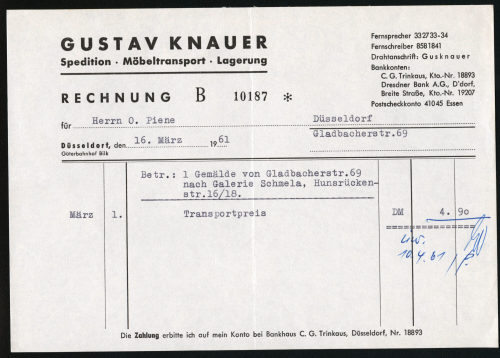 GUSTAV KNAUER
Spedition · Möbeltransport · Lagerung
Fernsprecher 332733-34
Fernschreiber 8581841
Drahtanschrift: Gusknauer
Bankkonten:
C. G. Trinkaus, Kto.-Nr. 18893
Dresdner Bank A.G., D'dorf,
Breite Straße, Kto.-Nr. 19207
Postscheckkonto 41045 Essen
RECHNUNG B 10187 *
für Herrn O. Piene Düsseldorf
Düsseldorf, den 16. März 1961 Gladbacherstr.69
Güterbahnhof Bilk
Betr.: 1 Gemälde von Gladbacherstr.69
nach Galerie Schmela, Hunsrücken-
str.16/18.
März 1. Transportpreis DM 4.90
10.4.61
Die Zahlung erbitte ich auf mein Konto bei Bankhaus C. G. Trinkaus, Düsseldorf, Nr. 18893